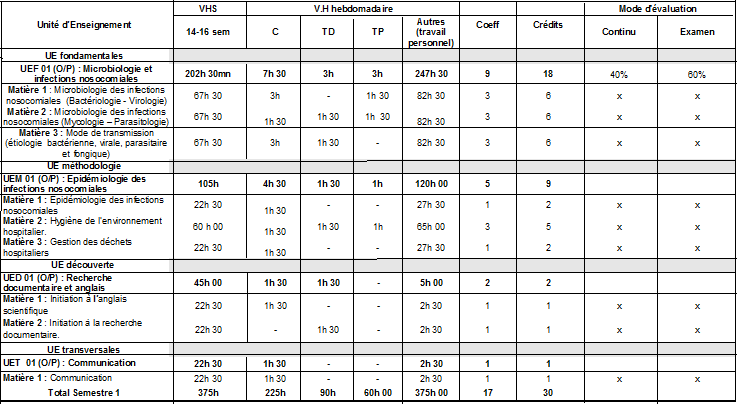 Unité d'Enseignement VHS V.H hebdomadaire Coeff Crédits Mode d'évaluation
14-16 sem C TD TP Autres (travail personnel) Continu Examen
UE fondamentales
UEF 01 (O/P) : Microbiologie et infections nosocomiales 202h 30mn 7h 30 3h 3h 247h 30 9 18 40% 60%
Matière 1 : Microbiologie des infections nosocomiales (Bactériologie - Virologie) 67h 30 3h - 1h 30 82h 30 3 6 x x
Matière 2 : Microbiologie des infections nosocomiales (Mycologie – Parasitologie) 67h 30 1h 30 1h 30 1h 30 82h 30 3 6 x x
Matière 3 : Mode de transmission (étiologie bactérienne, virale, parasitaire et fongique) 67h 30 3h 1h 30 - 82h 30 3 6 x x
UE méthodologie
UEM 01 (O/P) : Epidémiologie des infections nosocomiales 105h 4h 30 1h 30 1h 120h 00 5 9
Matière 1 : Epidémiologie des infections nosocomiales 22h 30 1h 30 - - 27h 30 1 2 x x
Matière 2 : Hygiène de l'environnement hospitalier. 60 h 00 1h 30 1h 30 1h 65h 00 3 5 x x
Matière 3 : Gestion des déchets hospitaliers 22h 30 1h 30 - - 27h 30 1 2 x x
UE découverte
UED 01 (O/P) : Recherche documentaire et anglais 45h 00 1h 30 1h 30 - 5h 00 2 2
Matière 1 : Initiation à l'anglais scientifique 22h 30 1h 30 - - 2h 30 1 1 x x
Matière 2 : Initiation à la recherche documentaire. 22h 30 - 1h 30 - 2h 30 1 1 x x
UE transversales
UET 01 (O/P) : Communication 22h 30 1h 30 - - 2h 30 1 1
Matière 1 : Communication 22h 30 1h 30 - - 2h 30 1 1 x x
Total Semestre 1 375h 225h 90h 60h 00 375h 00 17 30